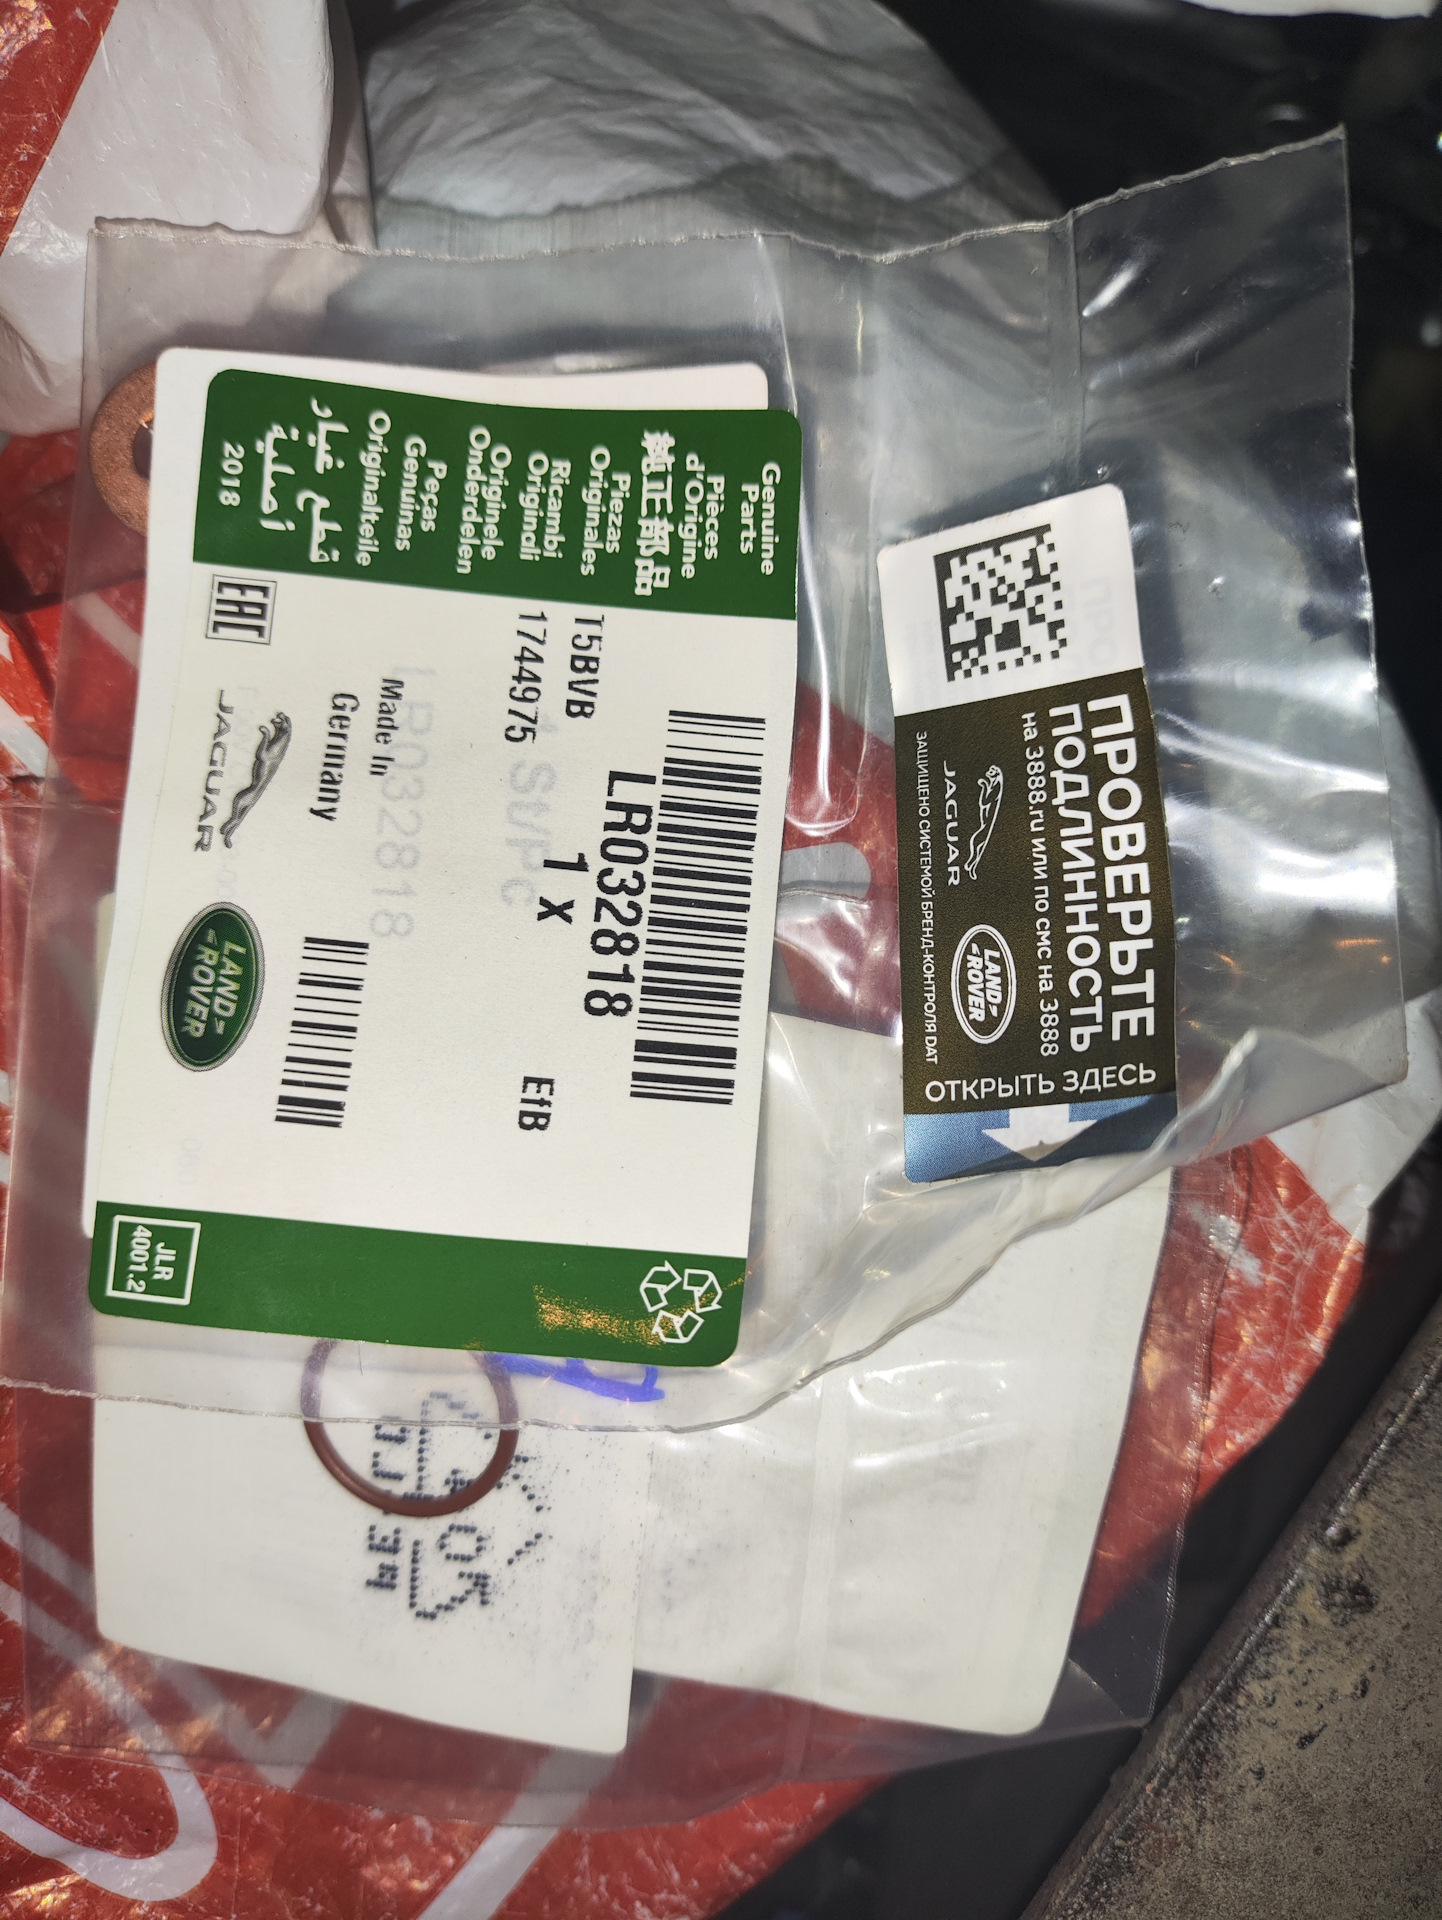 Genuine
Parts
Pièces
d'Origine
純正部品
Piezas
Originales
Ricambi
Originali
Originele
Onderdelen
Peças
Genuinas
Originalteile
قطع غيار
أصلية
2018
EAC
T5BVB
1744975
LR032818
1 X
EfB
Made In
Germany
JAGUAR
LAND
ROVER
JLR
4001.2
LR032818
ПРОВЕРЬТЕ
ПОДЛИННОСТЬ
на 3888.ru или по смс на 3888
JAGUAR
LAND
ROVER
ЗАЩИЩЕНО СИСТЕМОЙ БРЕНД-КОНТРОЛЯ DAT
ОТКРЫТЬ ЗДЕСЬ